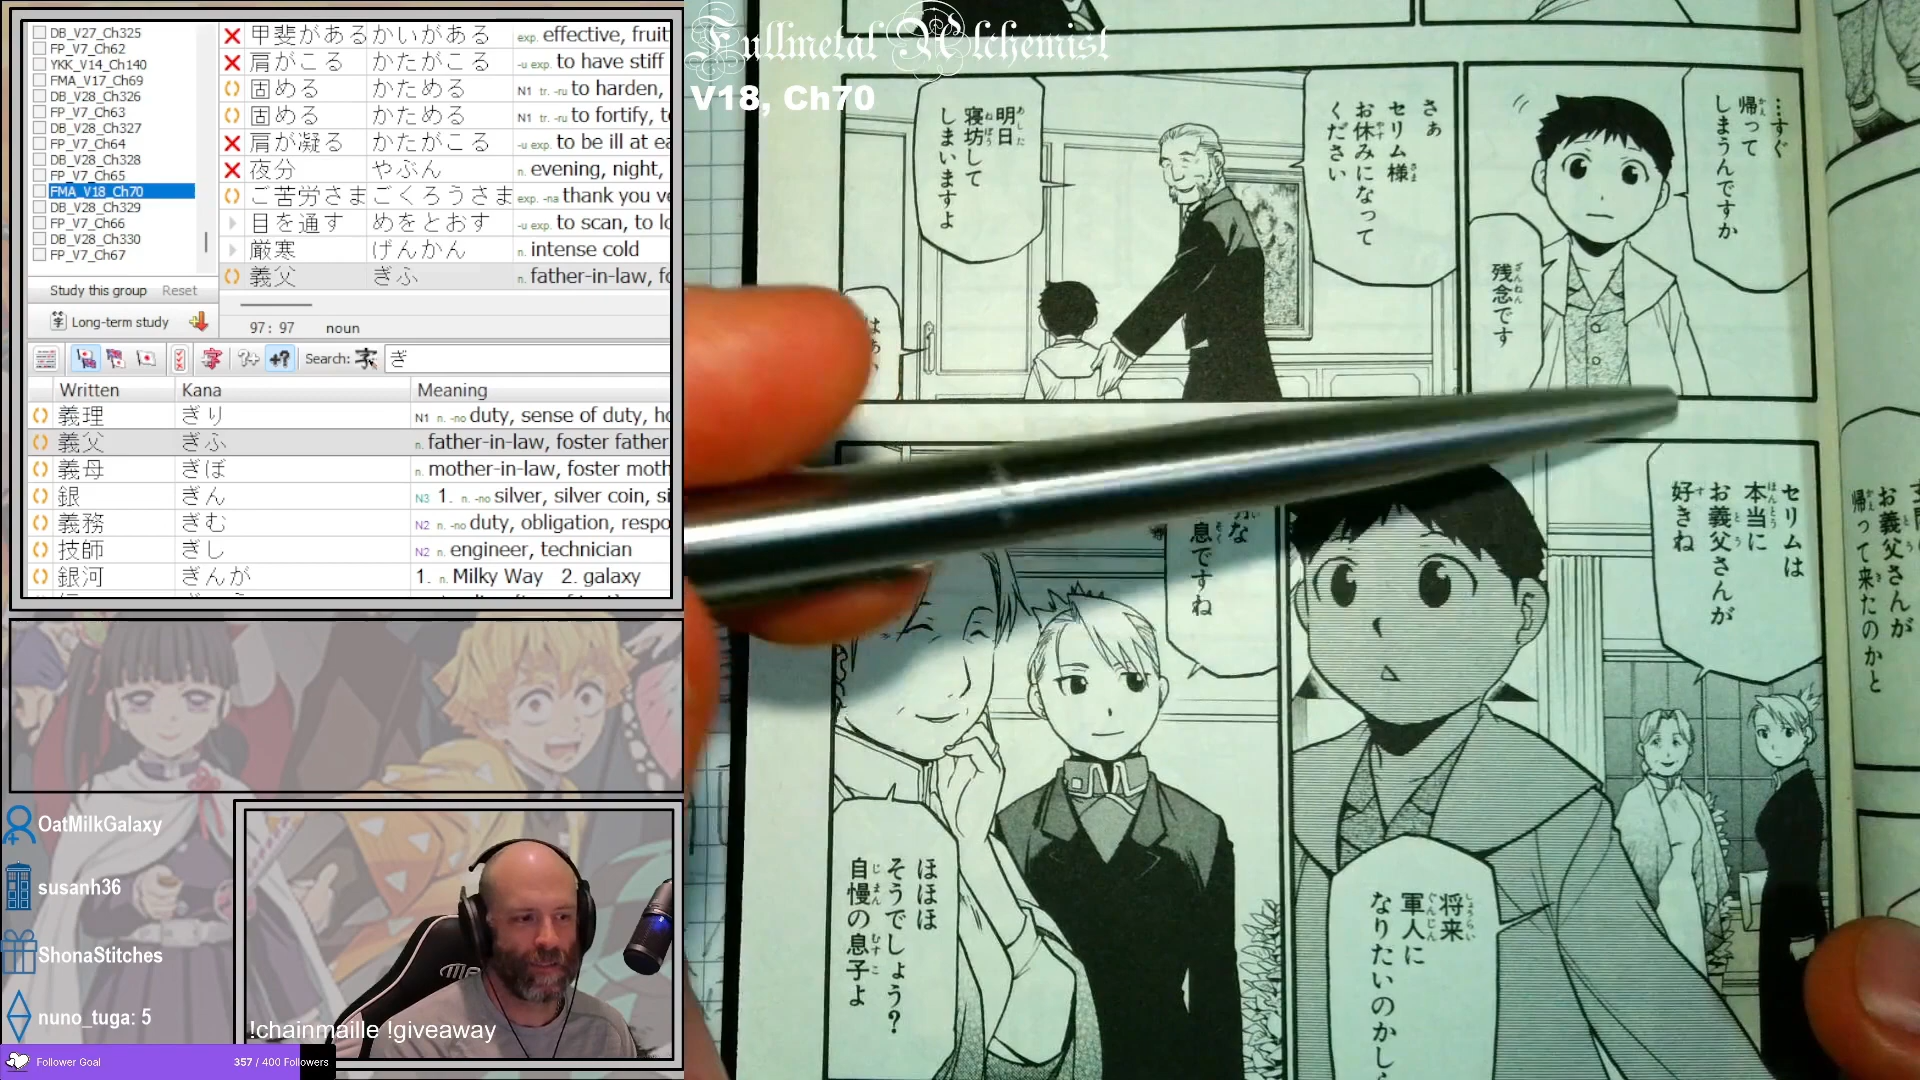 DB_V27_Ch325
FP_V7_Ch62
YKK_V14_Ch140
FMA_V17_Ch69
DB_V28_Ch326
FP_V7_Ch63
DB_V28_Ch327
FP_V7_Ch64
DB_V28_Ch328
FP_V7_Ch65
FMA_V18_Ch70
DB_V28_Ch329
FP_V7_Ch66
DB_V28_Ch330
FP_V7_Ch67
Study this group Reset
Long-term study
甲斐がある かいがある exp. effective, fruit
肩がこる かたがこる -u exp. to have stiff
固める かためる N1 tr. -ru to harden,
固める かためる N1 tr. -ru to fortify, t
肩が凝る かたがこる -u exp. to be ill at ea
夜分 やぶん n. evening, night,
ご苦労さま ごくろうさま exp. -na thank you v
目を通す めをとおす -u exp. to scan, to lo
厳寒 げんかん n. intense cold
義父 ぎふ n. father-in-law, fo
97: 97 noun
Search: ぎ
Written Kana Meaning
義理 ぎり N1 n. -no duty, sense of duty, ho
義父 ぎふ n. father-in-law, foster father
義母 ぎぼ n. mother-in-law, foster moth
銀 ぎん N3 1. n. -no silver, silver coin, si
義務 ぎむ N2 n. -no duty, obligation, respo
技師 ぎし N2 n. engineer, technician
銀河 ぎんが 1. n. Milky Way 2. galaxy
OatMilkGalaxy
susanh36
ShonaStitches
nuno_tuga: 5
Follower Goal 357 / 400 Followers
!chainmaille !giveaway
Fullmetal Alchemist
V18, Ch70
…すぐ
帰って
しまうんですか
残念です
さぁ
セリム様
お休みになって
ください
明日
寝坊して
しまいますよ
セリムは
本当に
お義父さんが
好きね
将来
軍人に
なりたいのかし
息ですね
ほほほ
そうでしょう?
自慢の息子よ
お義父さんが
帰って来たのかと